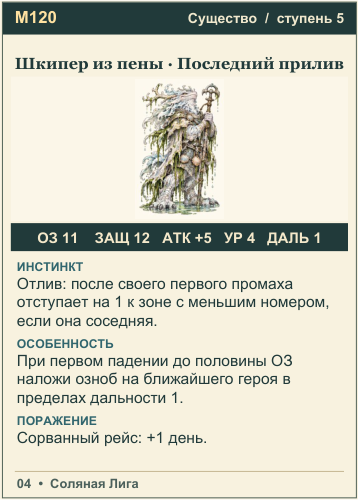 M120
Существо / ступень 5
Шкипер из пены · Последний прилив
ОЗ 11 ЗАЩ 12 АТК +5 УР 4 ДАЛЬ 1
ИНСТИНКТ
Отлив: после своего первого промаха
отступает на 1 к зоне с меньшим номером,
если она соседняя.
ОСОБЕННОСТЬ
При первом падении до половины ОЗ
наложи озноб на ближайшего героя в
пределах дальности 1.
ПОРАЖЕНИЕ
Сорванный рейс: +1 день.
04 • Соляная Лига